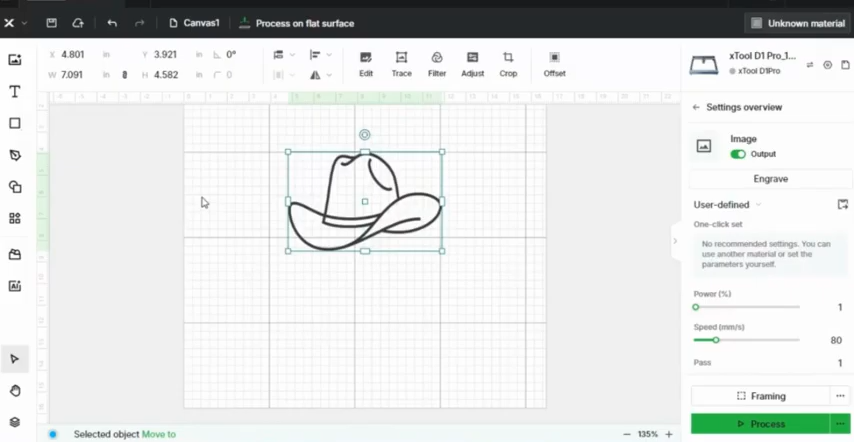 Canvas1
Process on flat surface
Unknown material
X 4.801 in Y 3.921 in 0°
W 7.091 in H 4.582 in 0
Edit Trace Filter Adjust Crop Offset
xTool D1 Pro_1...
xTool D1Pro
Settings overview
Image
Output
Engrave
User-defined
One-click set
No recommended settings. You can
use another material or set the
parameters yourself.
Power (%)
1
Speed (mm/s)
80
Pass 1
Framing
Process
Selected object Move to
135%